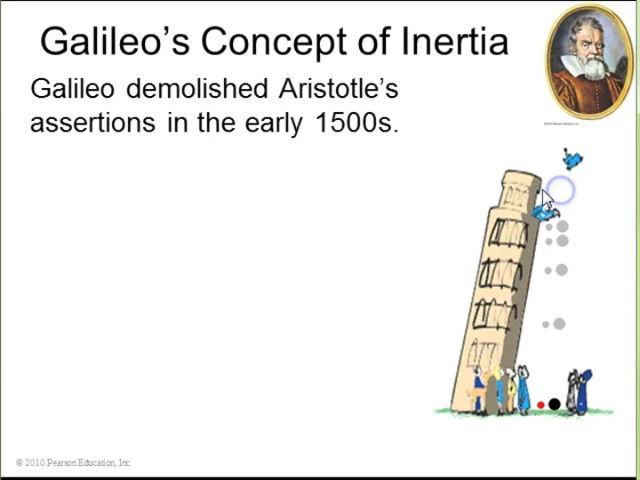 Galileo's Concept of Inertia
Galileo demolished Aristotle's
assertions in the early 1500s.
© 2010 Pearson Education, Inc.